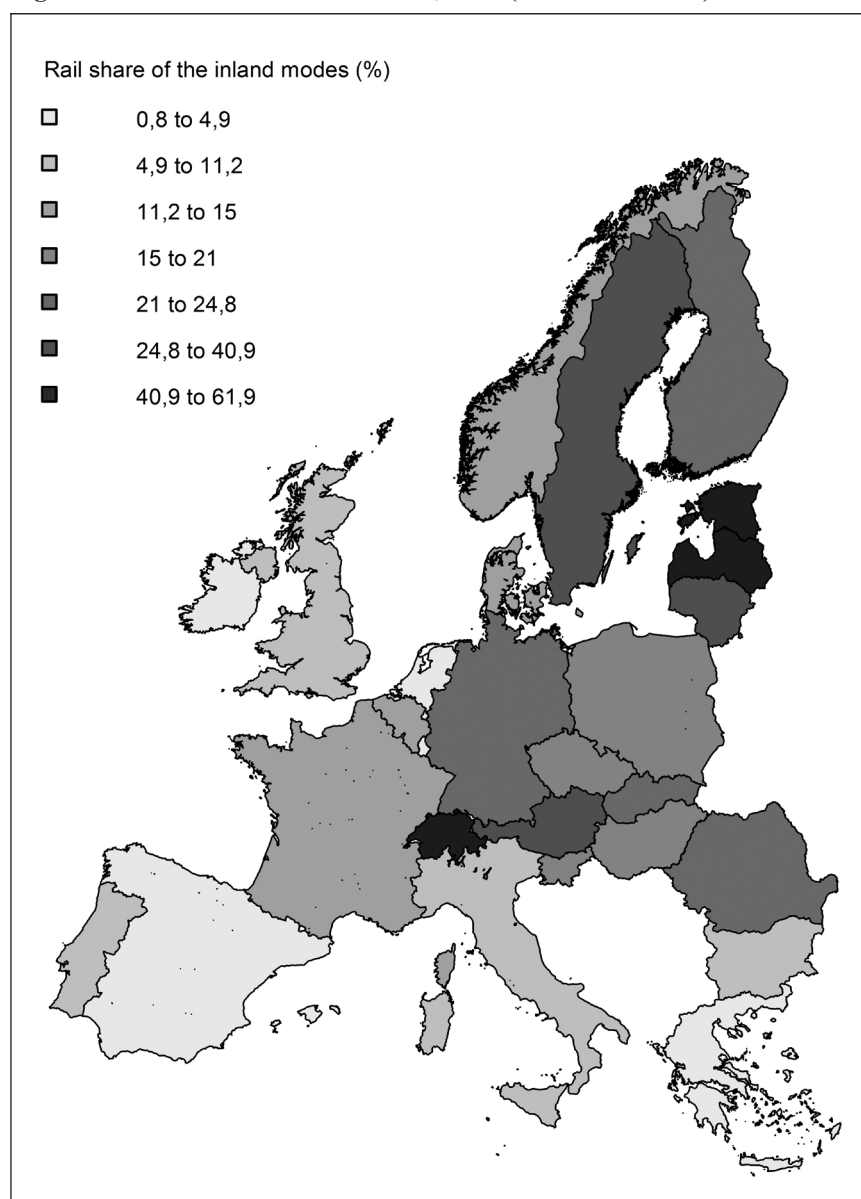 Rail share of the inland modes (%)
0,8 to 4,9
4,9 to 11,2
11,2 to 15
15 to 21
21 to 24,8
24,8 to 40,9
40,9 to 61,9